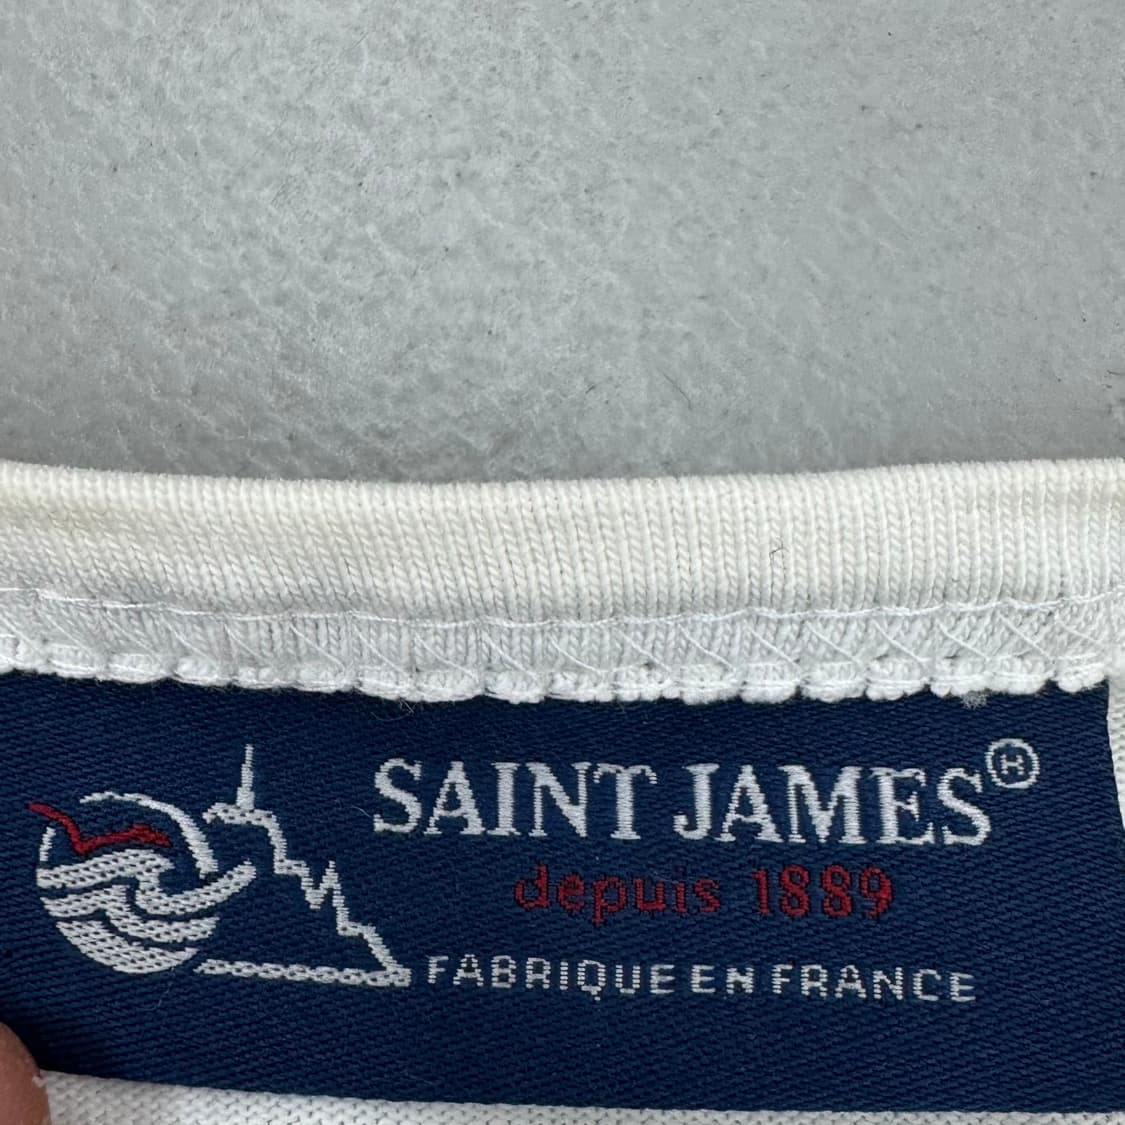 SAINT JAMES®
depuis 1889
FABRIQUE EN FRANCE